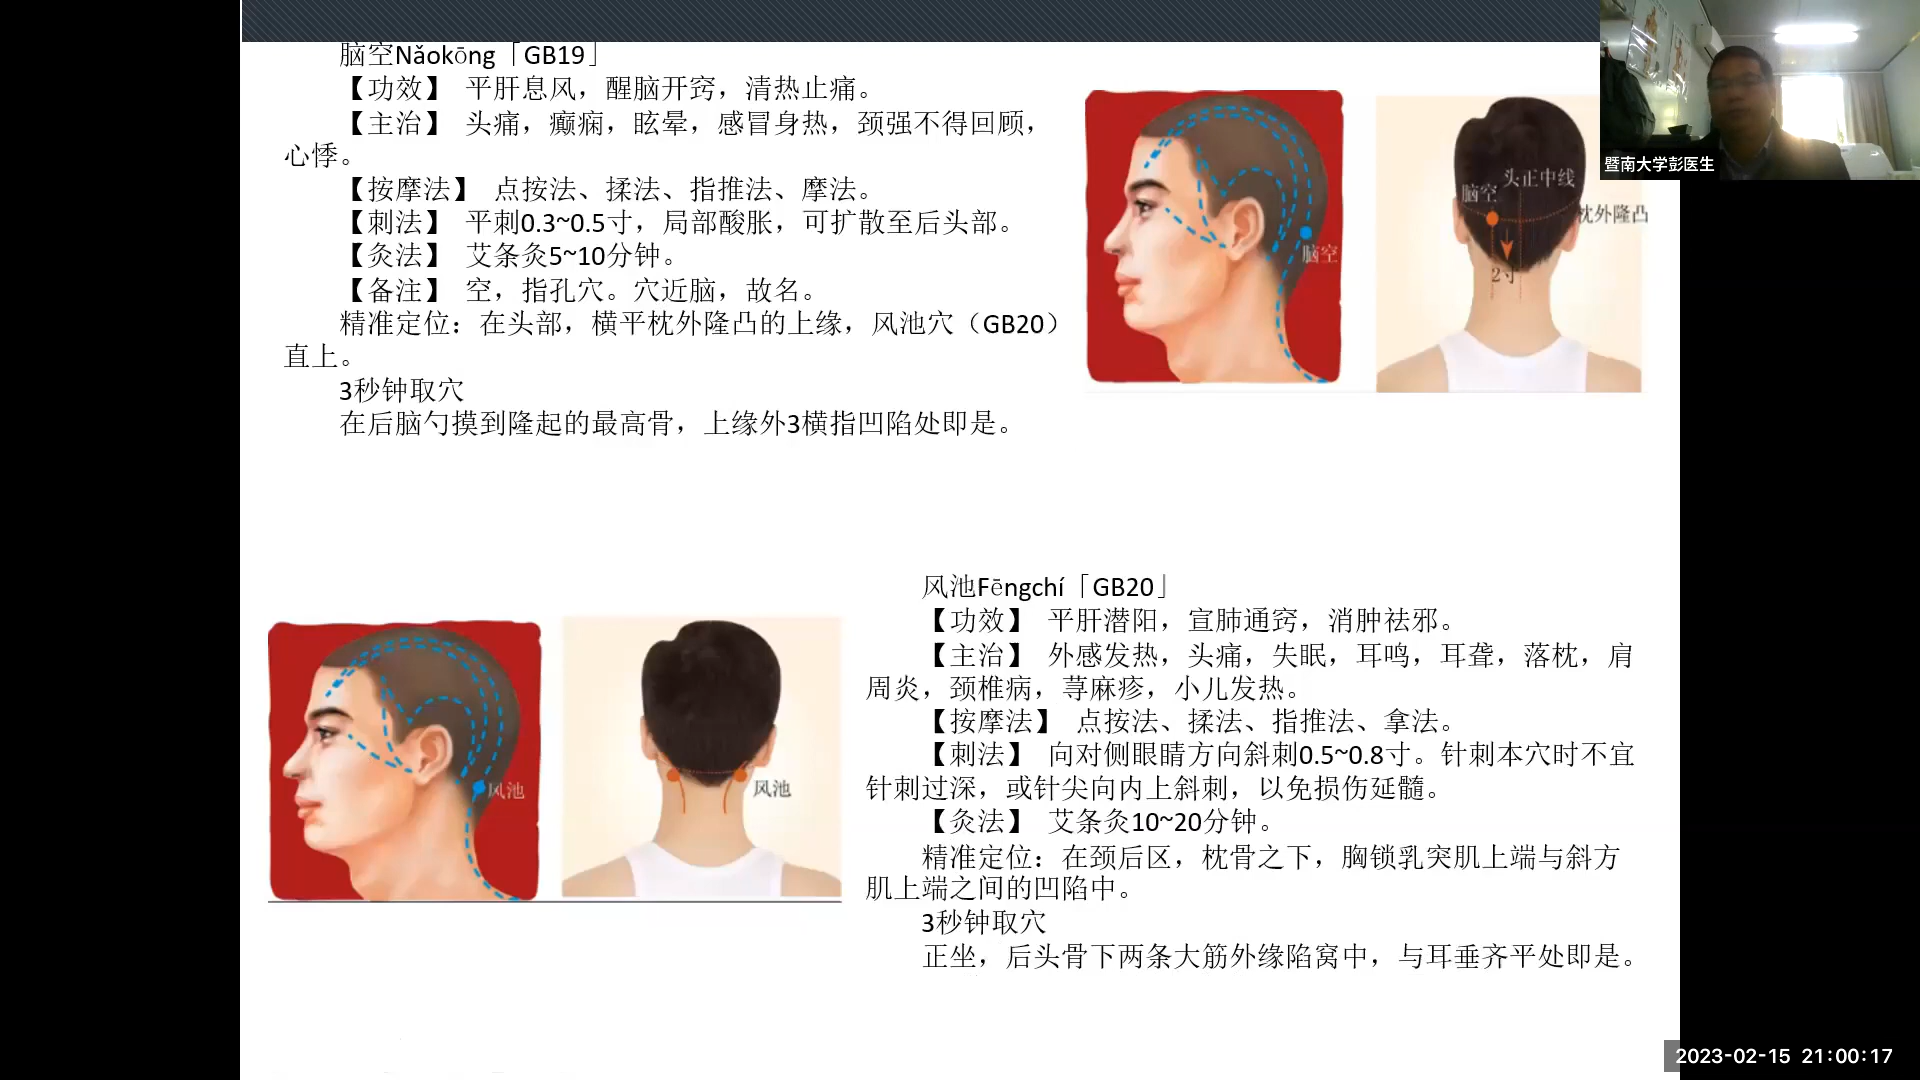 脑空Nǎokōng「GB19」
【功效】 平肝息风，醒脑开窍，清热止痛。
【主治】 头痛，癫痫，眩晕，感冒身热，颈强不得回顾，
心悸。
【按摩法】 点按法、揉法、指推法、摩法。
【刺法】 平刺0.3~0.5寸，局部酸胀，可扩散至后头部。
【灸法】 艾条灸5~10分钟。
【备注】 空，指孔穴。穴近脑，故名。
精准定位：在头部，横平枕外隆凸的上缘，风池穴（GB20）
直上。
3秒钟取穴
在后脑勺摸到隆起的最高骨，上缘外3横指凹陷处即是。
脑空
头正中线
脑空
枕外隆凸
2寸
暨南大学彭医生
风池
风池
风池Fēngchí「GB20」
【功效】 平肝潜阳，宣肺通窍，消肿祛邪。
【主治】 外感发热，头痛，失眠，耳鸣，耳聋，落枕，肩
周炎，颈椎病，荨麻疹，小儿发热。
【按摩法】 点按法、揉法、指推法、拿法。
【刺法】 向对侧眼睛方向斜刺0.5~0.8寸。针刺本穴时不宜
针刺过深，或针尖向内上斜刺，以免损伤延髓。
【灸法】 艾条灸10~20分钟。
精准定位：在颈后区，枕骨之下，胸锁乳突肌上端与斜方
肌上端之间的凹陷中。
3秒钟取穴
正坐，后头骨下两条大筋外缘陷窝中，与耳垂齐平处即是。
2023-02-15 21:00:17